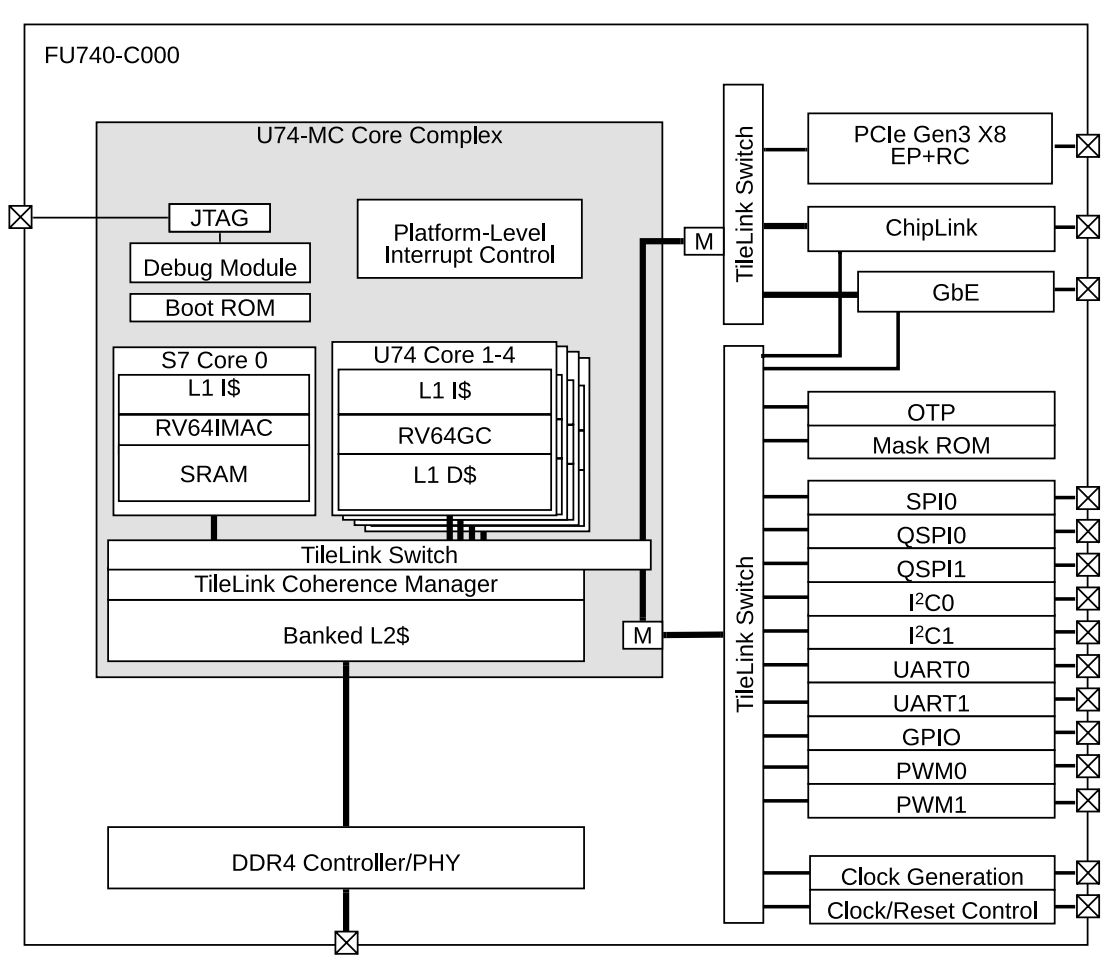 FU740-C000
U74-MC Core Complex
JTAG
Debug Module
Boot ROM
Platform-Level
Interrupt Control
S7 Core 0
L1 I$
RV64IMAC
SRAM
U74 Core 1-4
L1 I$
RV64GC
L1 D$
TileLink Switch
TileLink Coherence Manager
Banked L2$
M
M
DDR4 Controller/PHY
TileLink Switch
PCIe Gen3 X8
EP+RC
ChipLink
GbE
TileLink Switch
OTP
Mask ROM
SPI0
QSPI0
QSPI1
I²C0
I²C1
UART0
UART1
GPIO
PWM0
PWM1
Clock Generation
Clock/Reset Control